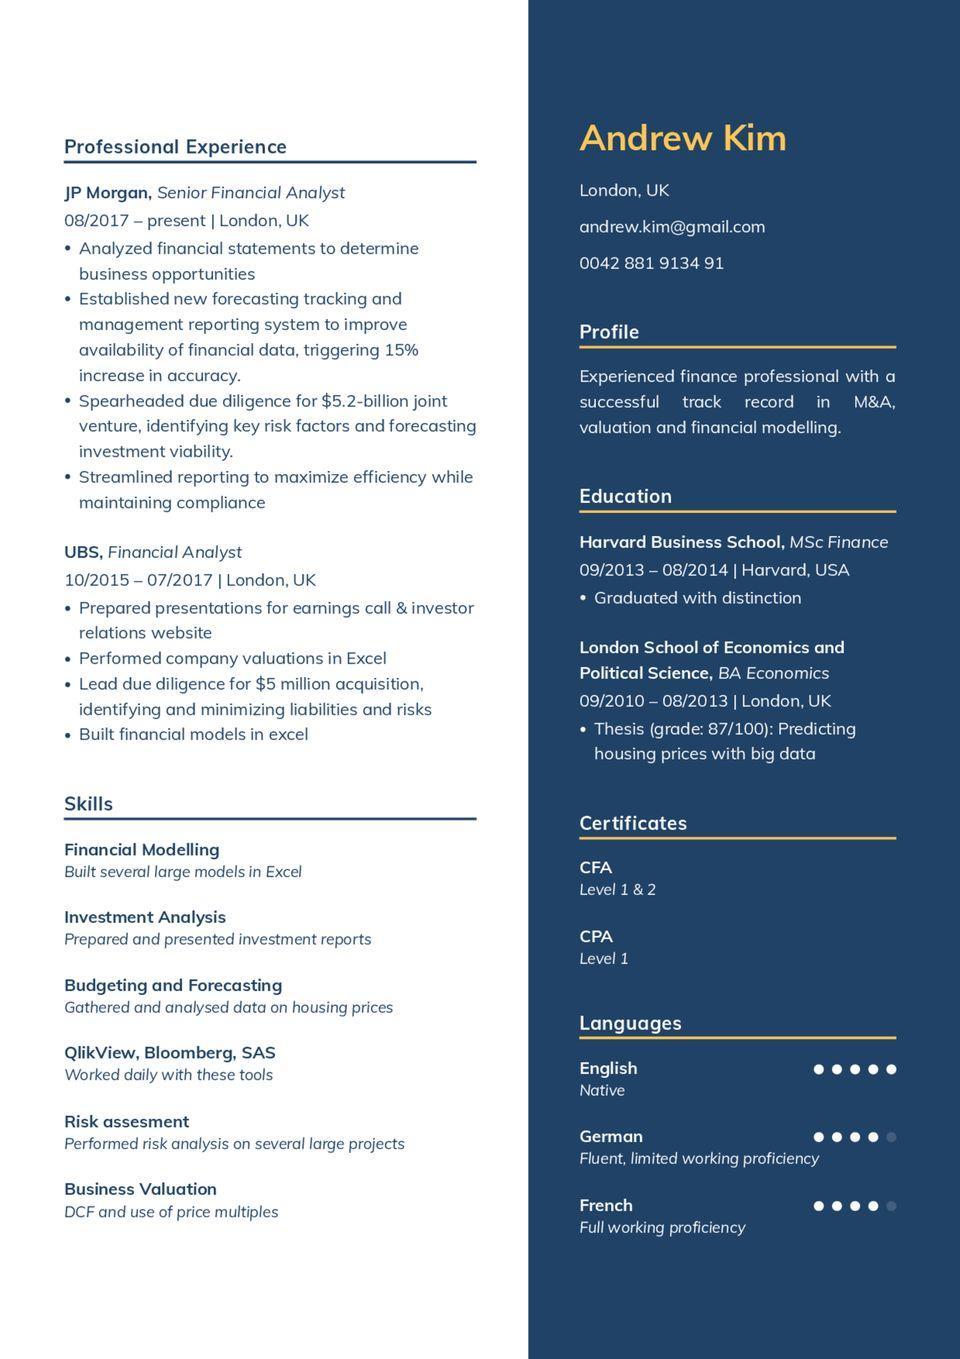 Professional Experience
JP Morgan, Senior Financial Analyst
08/2017 – present | London, UK
• Analyzed financial statements to determine
business opportunities
• Established new forecasting tracking and
management reporting system to improve
availability of financial data, triggering 15%
increase in accuracy.
• Spearheaded due diligence for $5.2-billion joint
venture, identifying key risk factors and forecasting
investment viability.
• Streamlined reporting to maximize efficiency while
maintaining compliance
UBS, Financial Analyst
10/2015 – 07/2017 | London, UK
• Prepared presentations for earnings call & investor
relations website
• Performed company valuations in Excel
• Lead due diligence for $5 million acquisition,
identifying and minimizing liabilities and risks
• Built financial models in excel
Skills
Financial Modelling
Built several large models in Excel
Investment Analysis
Prepared and presented investment reports
Budgeting and Forecasting
Gathered and analysed data on housing prices
QlikView, Bloomberg, SAS
Worked daily with these tools
Risk assesment
Performed risk analysis on several large projects
Business Valuation
DCF and use of price multiples
Andrew Kim
London, UK
andrew.kim@gmail.com
0042 881 9134 91
Profile
Experienced finance professional with a
successful track record in M&A,
valuation and financial modelling.
Education
Harvard Business School, MSc Finance
09/2013 – 08/2014 | Harvard, USA
• Graduated with distinction
London School of Economics and
Political Science, BA Economics
09/2010 – 08/2013 | London, UK
• Thesis (grade: 87/100): Predicting
housing prices with big data
Certificates
CFA
Level 1 & 2
CPA
Level 1
Languages
English
Native
German
Fluent, limited working proficiency
French
Full working proficiency